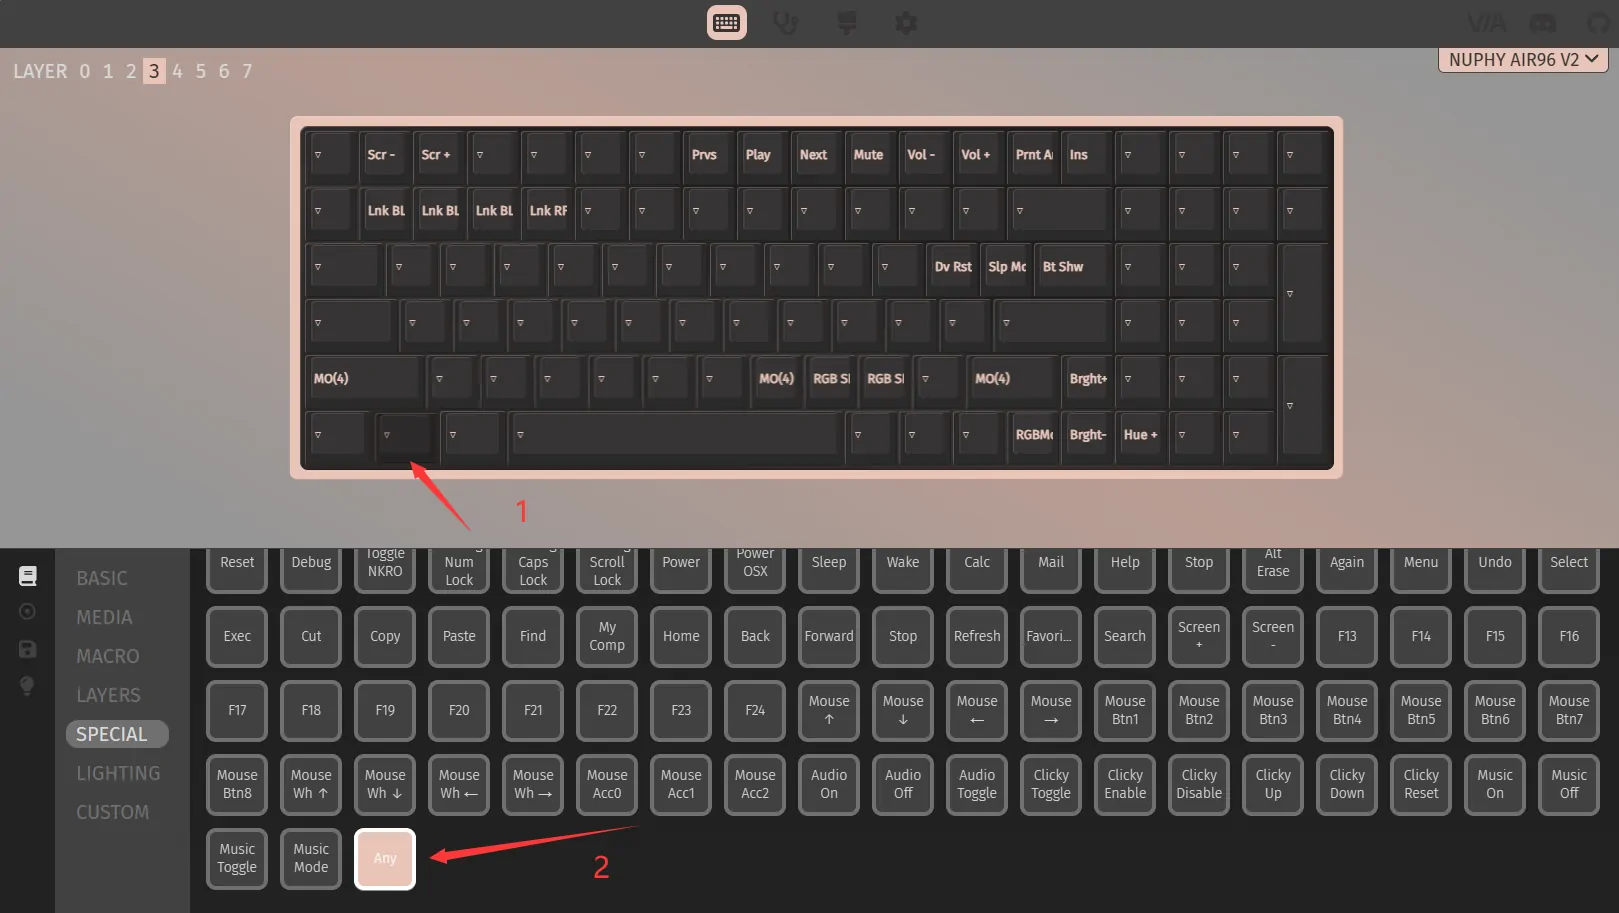 VIA
LAYER 0 1 2 3 4 5 6 7
NUPHY AIR96 V2
▽ Scr - Scr + ▽ ▽ ▽ ▽ Prvs Play Next Mute Vol - Vol + Prnt A Ins ▽ ▽ ▽ ▽
▽ Lnk BL Lnk BL Lnk BL Lnk RF ▽ ▽ ▽ ▽ ▽ ▽ ▽ ▽ ▽ ▽ ▽ ▽ ▽
▽ ▽ ▽ ▽ ▽ ▽ ▽ ▽ ▽ ▽ ▽ Dv Rst Slp Mo Bt Shw ▽ ▽ ▽ ▽
▽ ▽ ▽ ▽ ▽ ▽ ▽ ▽ ▽ ▽ ▽ ▽ ▽ ▽ ▽ ▽
MO(4) ▽ ▽ ▽ ▽ ▽ ▽ MO(4) RGB S RGB S ▽ MO(4) Brght+ ▽ ▽ ▽ ▽
▽ ▽ ▽ ▽ ▽ ▽ ▽ RGBMo Brght- Hue + ▽ ▽
1
BASIC
MEDIA
MACRO
LAYERS
SPECIAL
LIGHTING
CUSTOM
Reset Debug Toggle NKRO Num Lock Caps Lock Scroll Lock Power Power OSX Sleep Wake Calc Mail Help Stop Alt Erase Again Menu Undo Select
Exec Cut Copy Paste Find My Comp Home Back Forward Stop Refresh Favori... Search Screen + Screen - F13 F14 F15 F16
F17 F18 F19 F20 F21 F22 F23 F24 Mouse ↑ Mouse ↓ Mouse ← Mouse → Mouse Btn1 Mouse Btn2 Mouse Btn3 Mouse Btn4 Mouse Btn5 Mouse Btn6 Mouse Btn7
Mouse Btn8 Mouse Wh ↑ Mouse Wh ↓ Mouse Wh ← Mouse Wh → Mouse Acc0 Mouse Acc1 Mouse Acc2 Audio On Audio Off Audio Toggle Clicky Toggle Clicky Enable Clicky Disable Clicky Up Clicky Down Clicky Reset Music On Music Off
Music Toggle Music Mode Any
2